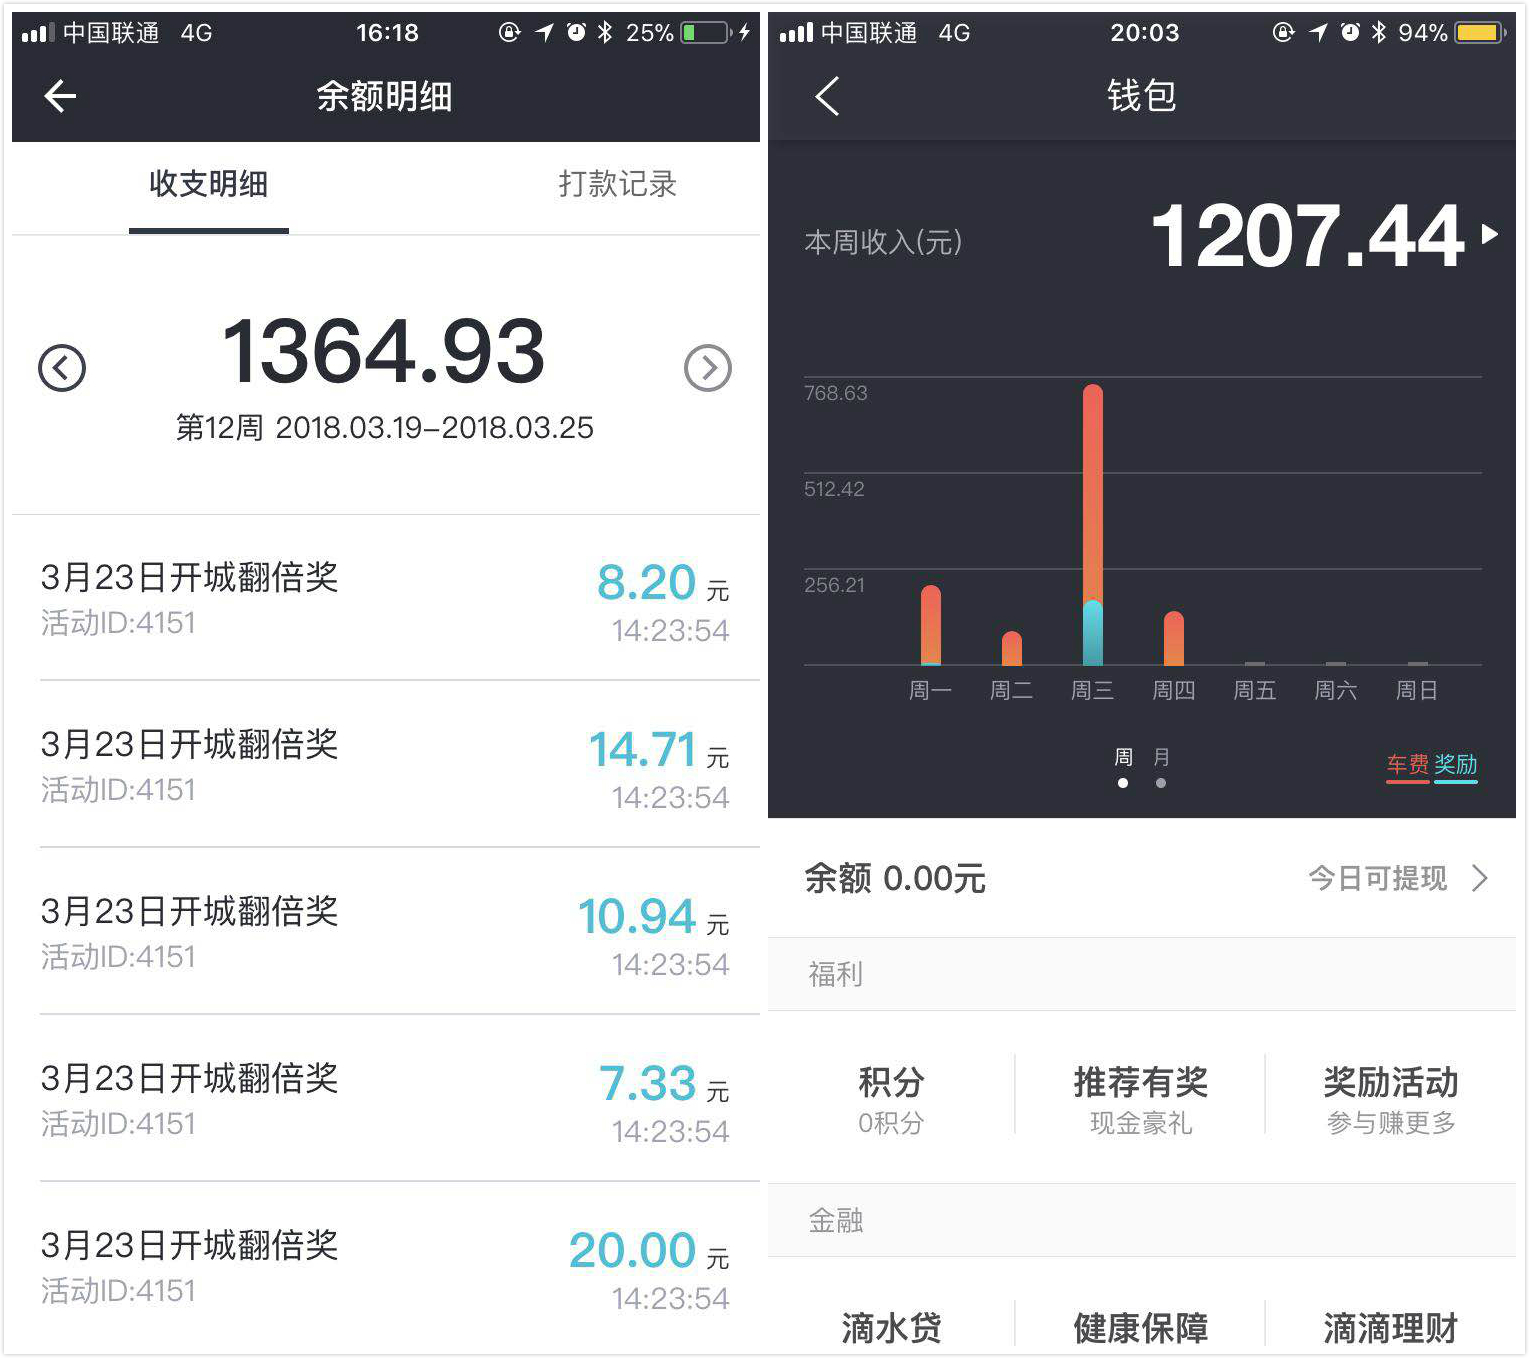 中国联通 4G 16:18 25%
余额明细
收支明细 打款记录
1364.93
第12周 2018.03.19-2018.03.25
3月23日开城翻倍奖 8.20 元
活动ID:4151 14:23:54
3月23日开城翻倍奖 14.71 元
活动ID:4151 14:23:54
3月23日开城翻倍奖 10.94 元
活动ID:4151 14:23:54
3月23日开城翻倍奖 7.33 元
活动ID:4151 14:23:54
3月23日开城翻倍奖 20.00 元
活动ID:4151 14:23:54
中国联通 4G 20:03 94%
钱包
本周收入(元) 1207.44
768.63
512.42
256.21
周一 周二 周三 周四 周五 周六 周日
周 月
车费 奖励
余额 0.00元 今日可提现
福利
积分 推荐有奖 奖励活动
0积分 现金豪礼 参与赚更多
金融
滴水贷 健康保障 滴滴理财